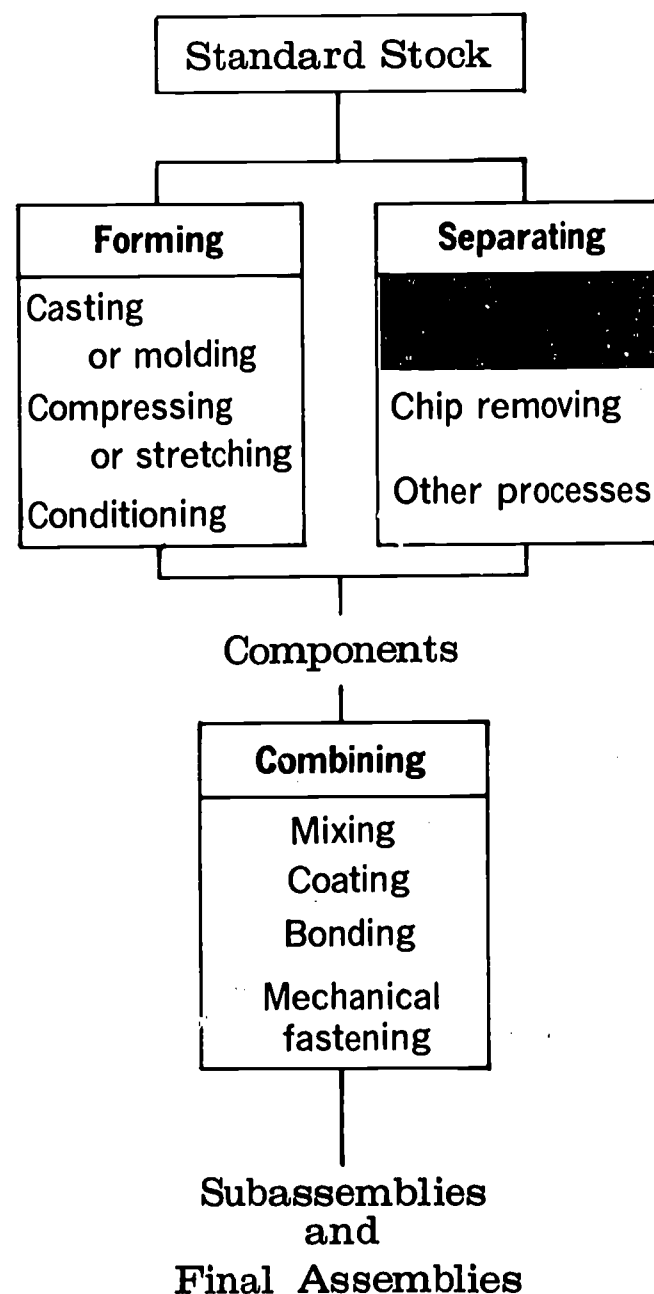 Standard Stock
Forming
Casting
or molding
Compressing
or stretching
Conditioning
Separating
Chip removing
Other processes
Components
Combining
Mixing
Coating
Bonding
Mechanical
fastening
Subassemblies
and
Final Assemblies